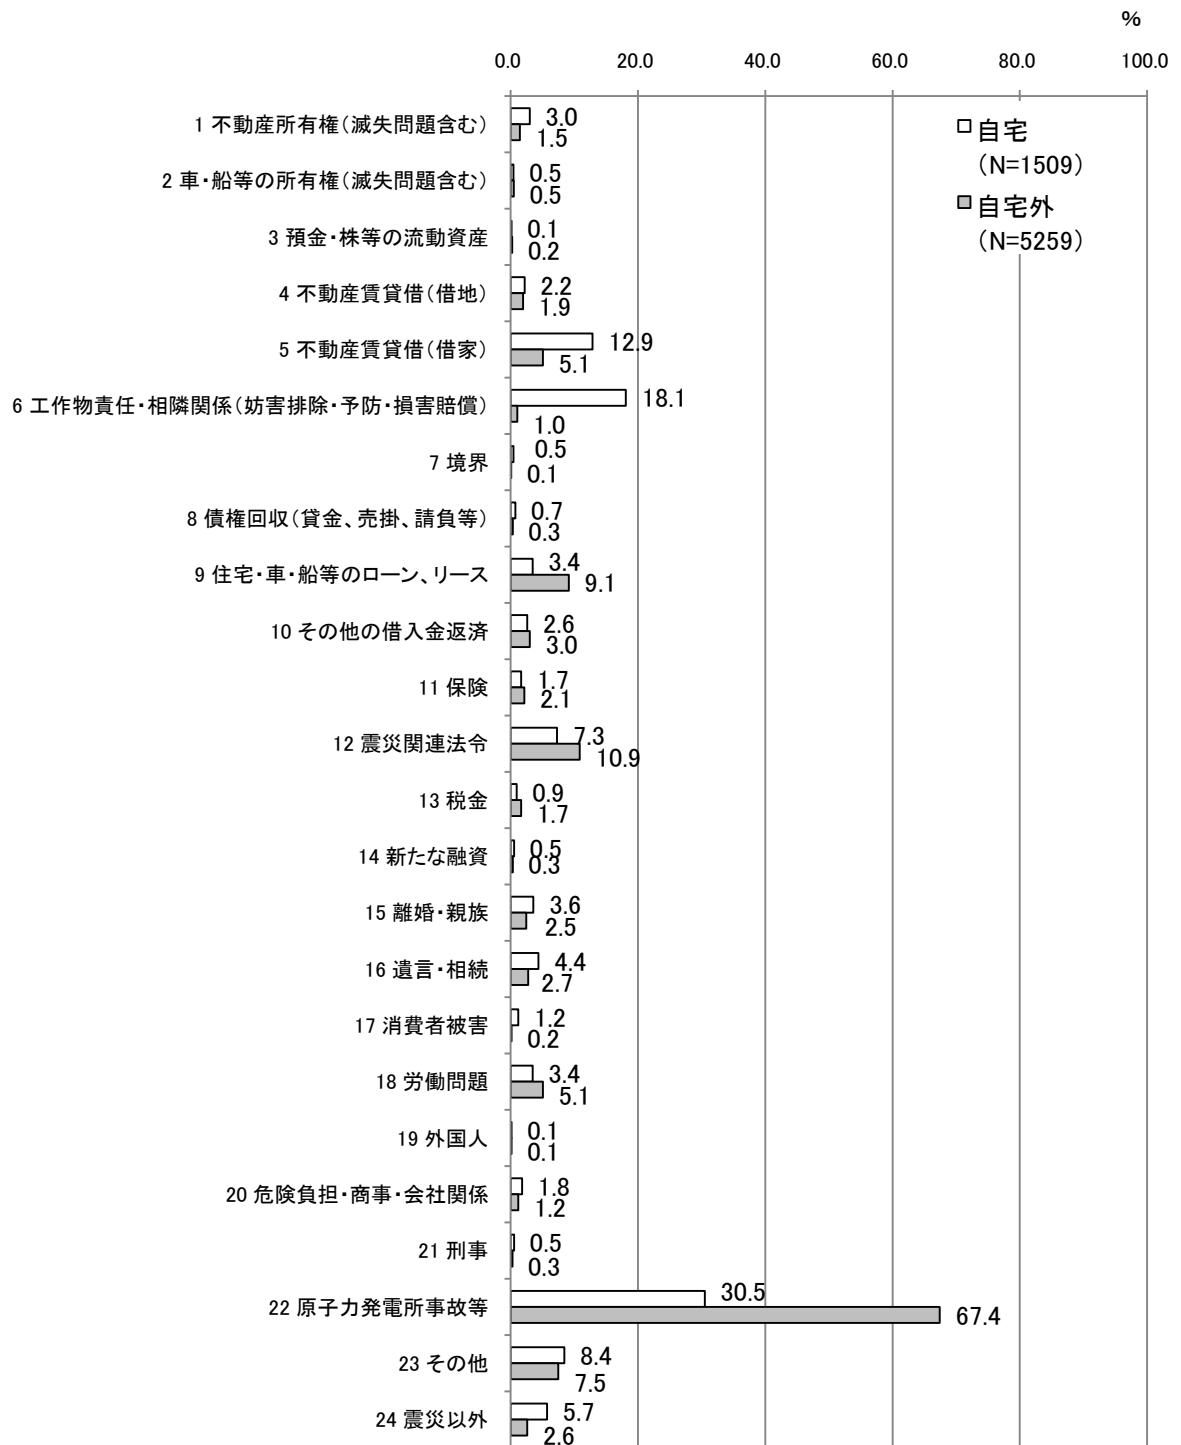 %
0.0 20.0 40.0 60.0 80.0 100.0
自宅
（N=1509）
自宅外
（N=5259）
1 不動産所有権（滅失問題含む） 3.0
1.5
2 車・船等の所有権（滅失問題含む） 0.5
0.5
3 預金・株等の流動資産 0.1
0.2
4 不動産賃貸借（借地） 2.2
1.9
5 不動産賃貸借（借家） 12.9
5.1
6 工作物責任・相隣関係（妨害排除・予防・損害賠償） 18.1
1.0
7 境界 0.5
0.1
8 債権回収（貸金、売掛、請負等） 0.7
0.3
9 住宅・車・船等のローン、リース 3.4
9.1
10 その他の借入金返済 2.6
3.0
11 保険 1.7
2.1
12 震災関連法令 7.3
10.9
13 税金 0.9
1.7
14 新たな融資 0.5
0.3
15 離婚・親族 3.6
2.5
16 遺言・相続 4.4
2.7
17 消費者被害 1.2
0.2
18 労働問題 3.4
5.1
19 外国人 0.1
0.1
20 危険負担・商事・会社関係 1.8
1.2
21 刑事 0.5
0.3
22 原子力発電所事故等 30.5
67.4
23 その他 8.4
7.5
24 震災以外 5.7
2.6